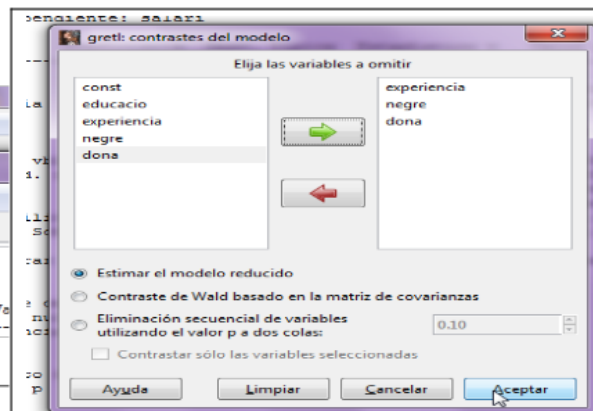 pendiente: salari
gretl: contrastes del modelo
Elija las variables a omitir
const
educacio
experiencia
negre
dona
experiencia
negre
dona
Estimar el modelo reducido
Contraste de Wald basado en la matriz de covarianzas
Eliminación secuencial de variables
utilizando el valor p a dos colas:
0.10
Contrastar sólo las variables seleccionadas
Ayuda
Limpiar
Cancelar
Aceptar